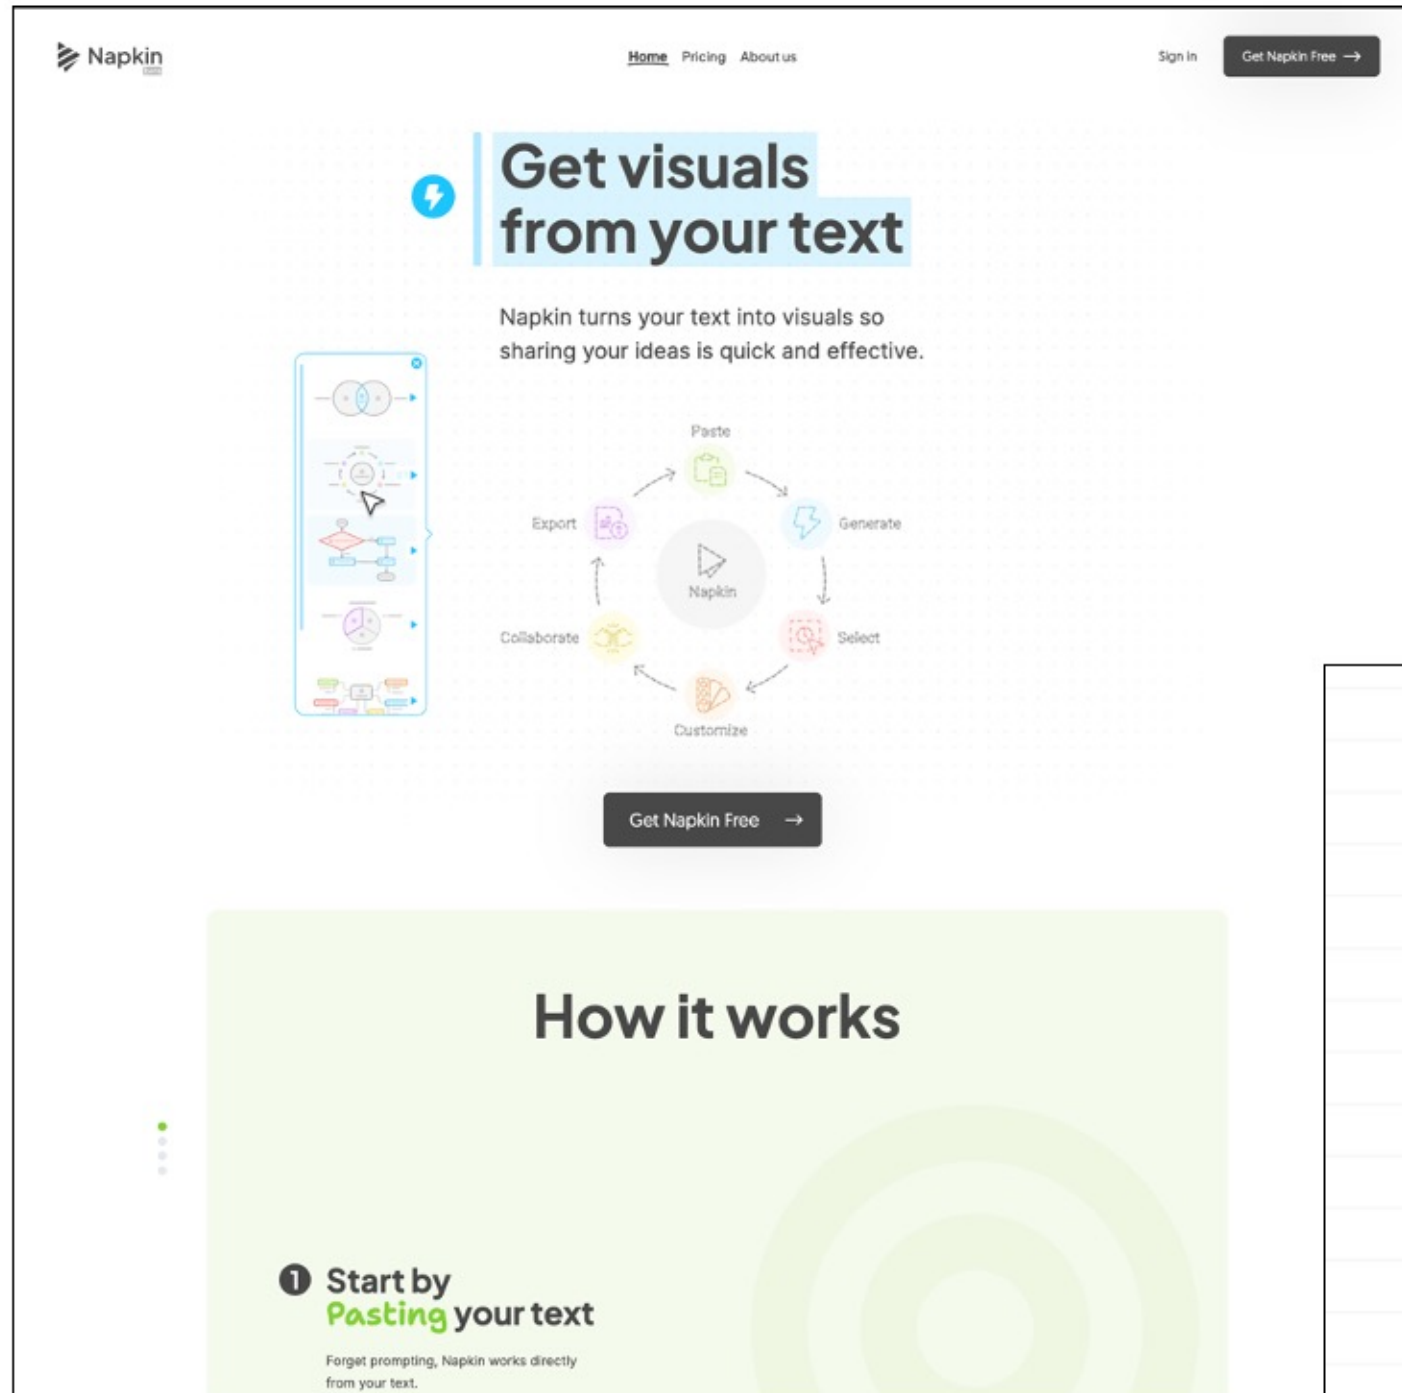 Napkin
Home Pricing About us
Sign in
Get Napkin Free →
Get visuals
from your text
Napkin turns your text into visuals so
sharing your ideas is quick and effective.
Paste
Export
Generate
Napkin
Collaborate
Select
Customize
Get Napkin Free →
How it works
1 Start by
Pasting your text
Forget prompting, Napkin works directly
from your text.